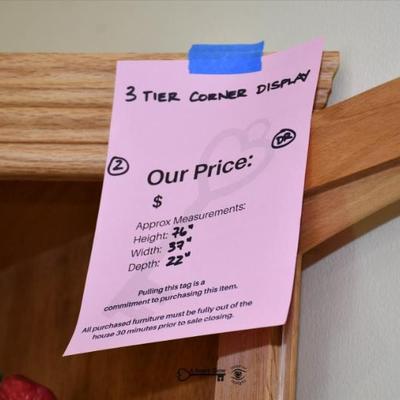 3 TIER CORNER DISPLAY
2
DR
Our Price:
$
Approx Measurements:
Height: 76"
Width: 37"
Depth: 22"
Pulling this tag is a
commitment to purchasing this item.
All purchased furniture must be fully out of the
house 30 minutes prior to sale closing.